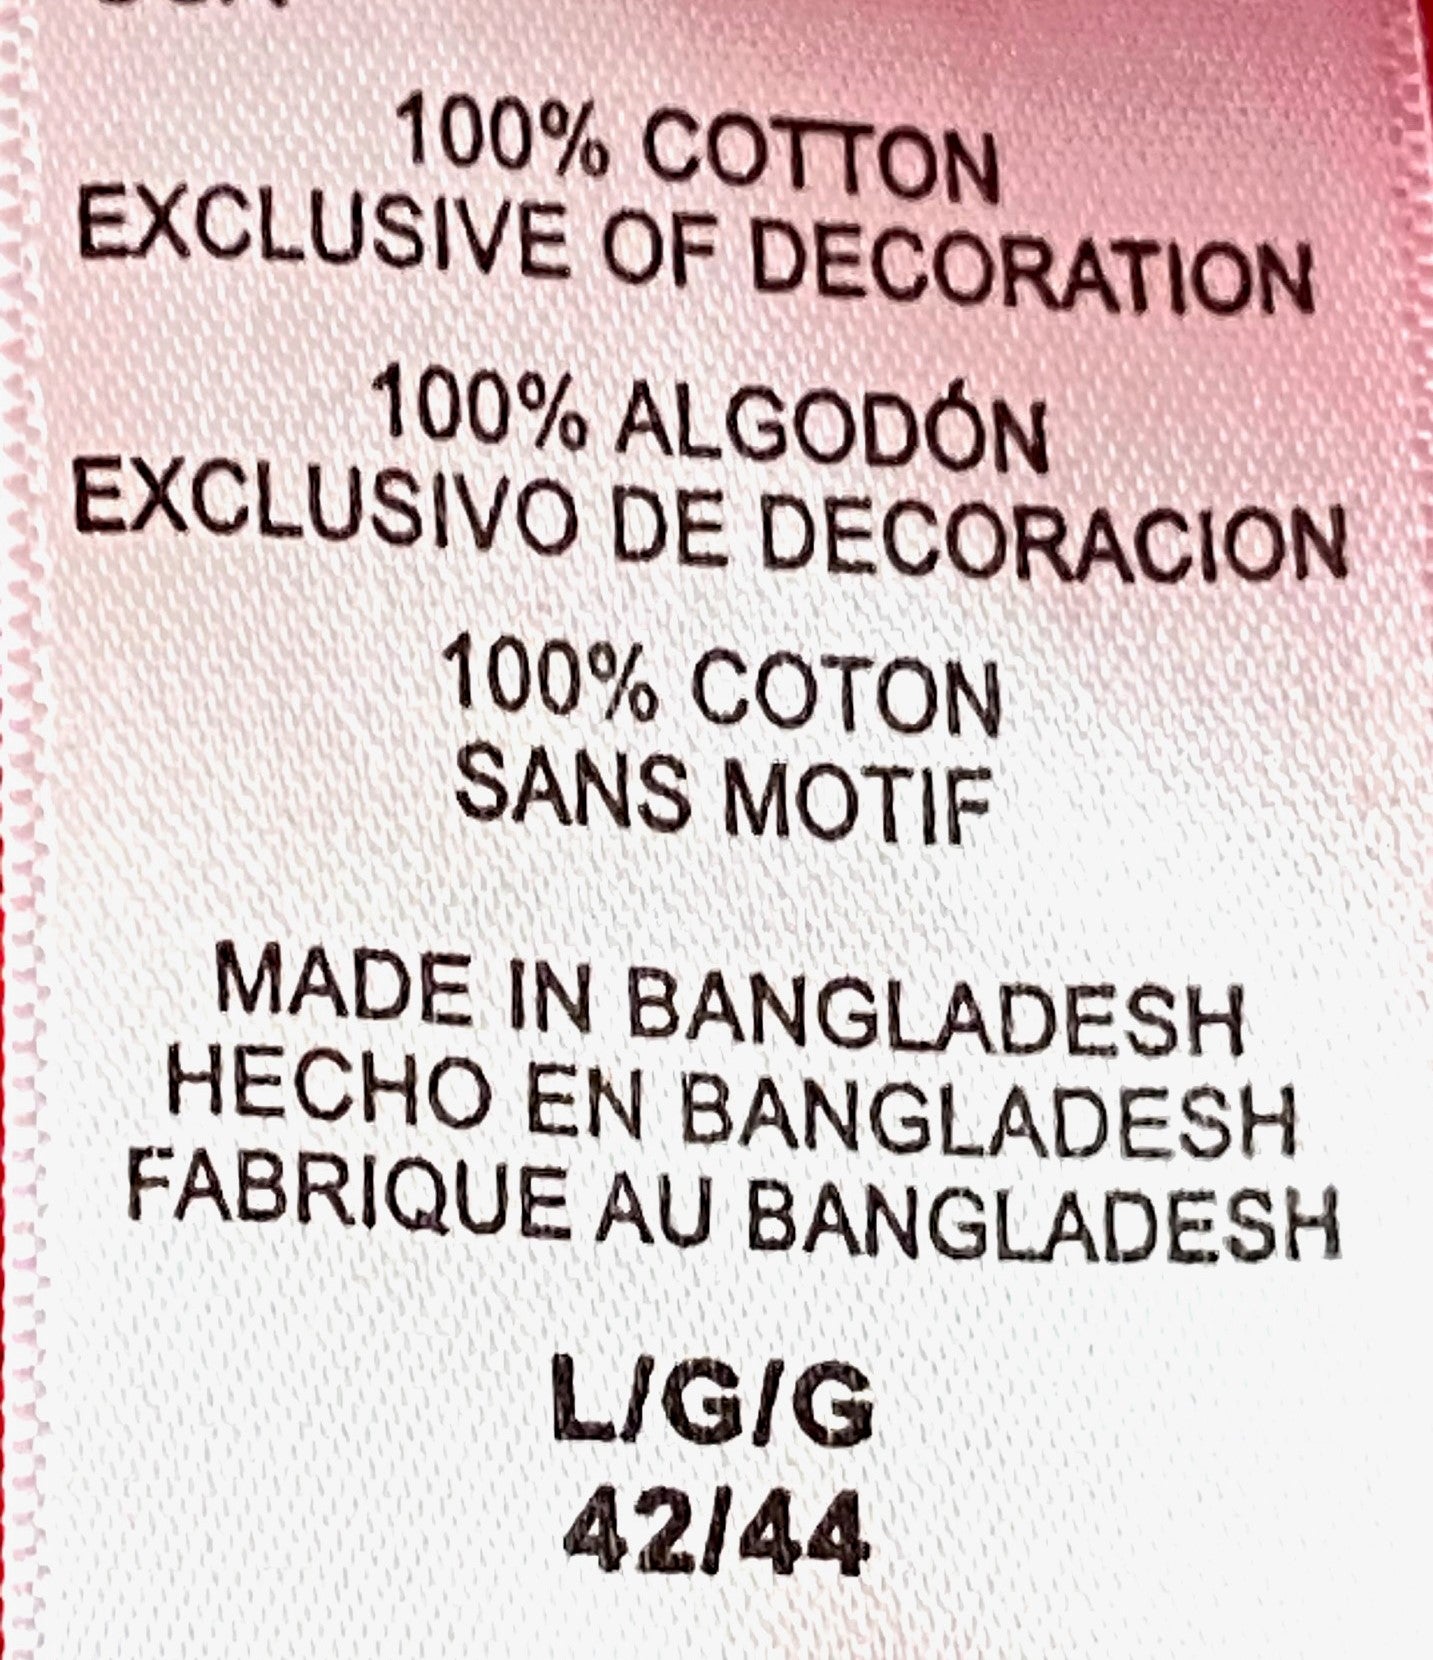 100% COTTON
EXCLUSIVE OF DECORATION
100% ALGODÓN
EXCLUSIVO DE DECORACION
100% COTON
SANS MOTIF
MADE IN BANGLADESH
HECHO EN BANGLADESH
FABRIQUE AU BANGLADESH
L/G/G
42/44